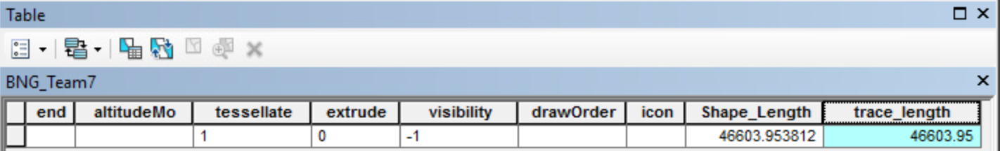 Table
BNG_Team7
end altitudeMo tessellate extrude visibility drawOrder icon Shape_Length trace_length
1 0 -1 46603.953812 46603.95